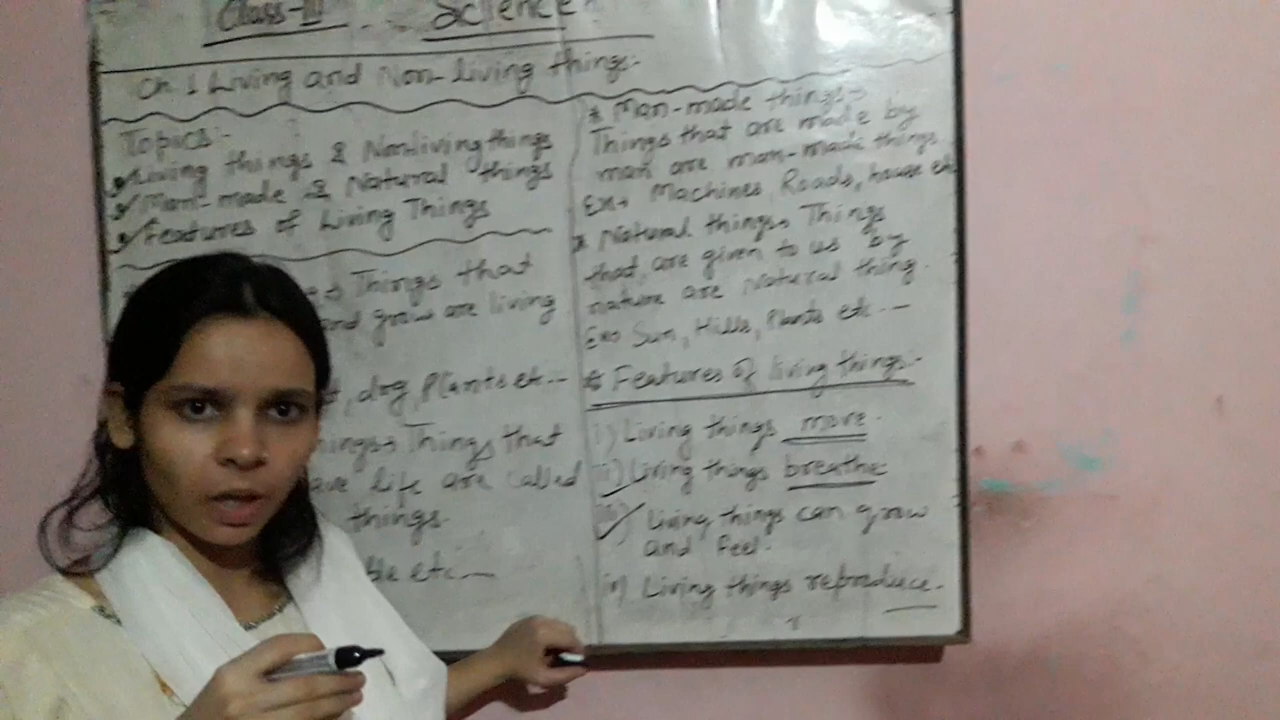 Class-III Science
Ch. 1 Living and Non-living things:-
Topics:-
Living things & Nonliving things
Man-made & Natural things
Features of Living Things
Things that
and grow are living
dog, Plants etc--
Things that
life are called
things.
etc
* Man-made things→
Things that are made by
man are man-made things.
Ex→ Machines, Roads, house etc
* Natural things→ Things
that are given to us by
nature are Natural thing.
Ex→ Sun, Hills, Plants etc.--
* Features of living things:-
i) Living things move.
ii) Living things breathe
iii) Living things can grow
and feel.
iv) Living things reproduce.